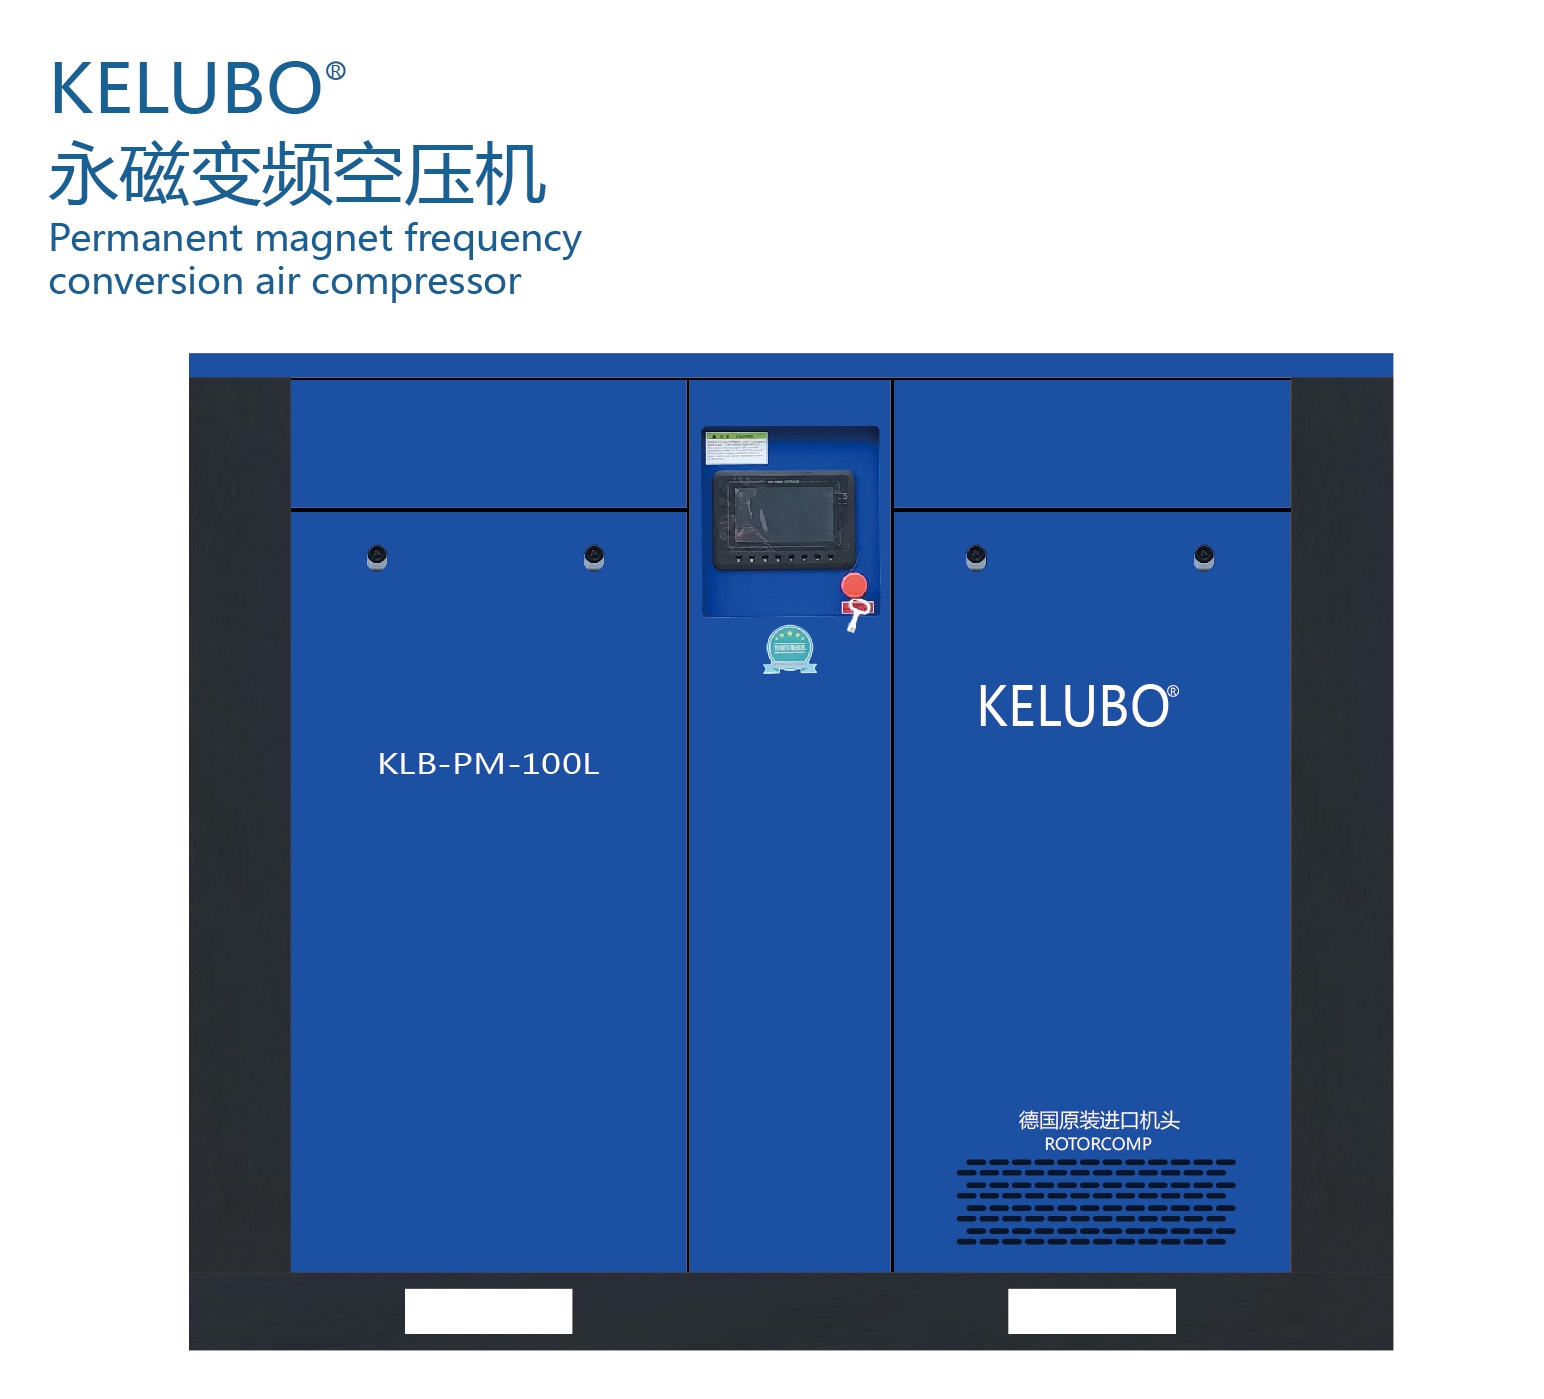 KELUBO®
永磁变频空压机
Permanent magnet frequency
conversion air compressor
KELUBO®
KLB-PM-100L
德国原装进口机头
ROTORCOMP